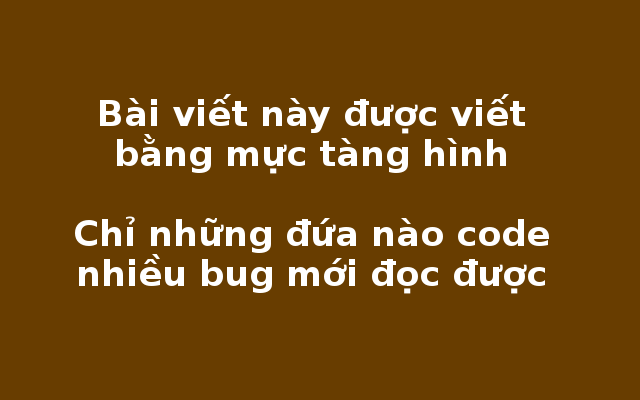 Bài viết này được viết
bằng mực tàng hình
Chỉ những đứa nào code
nhiều bug mới đọc được